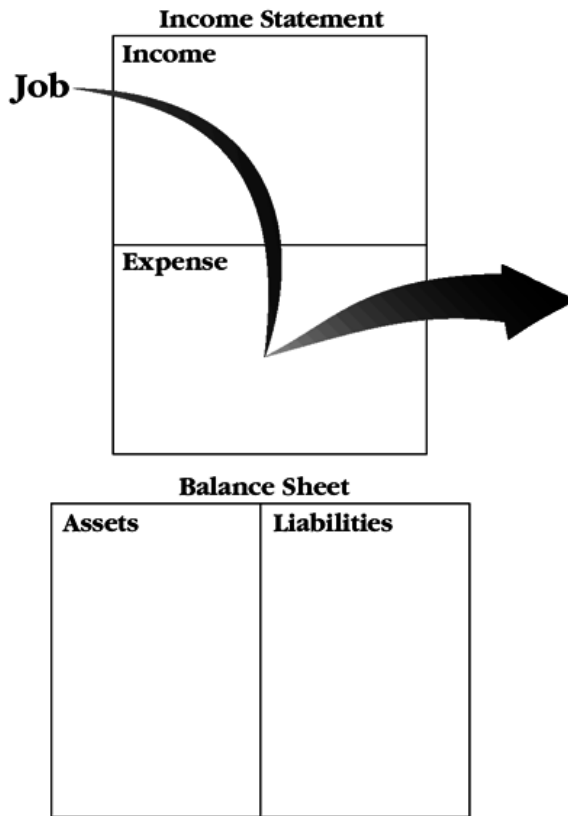 Income Statement
Income
Job
Expense
Balance Sheet
Assets
Liabilities